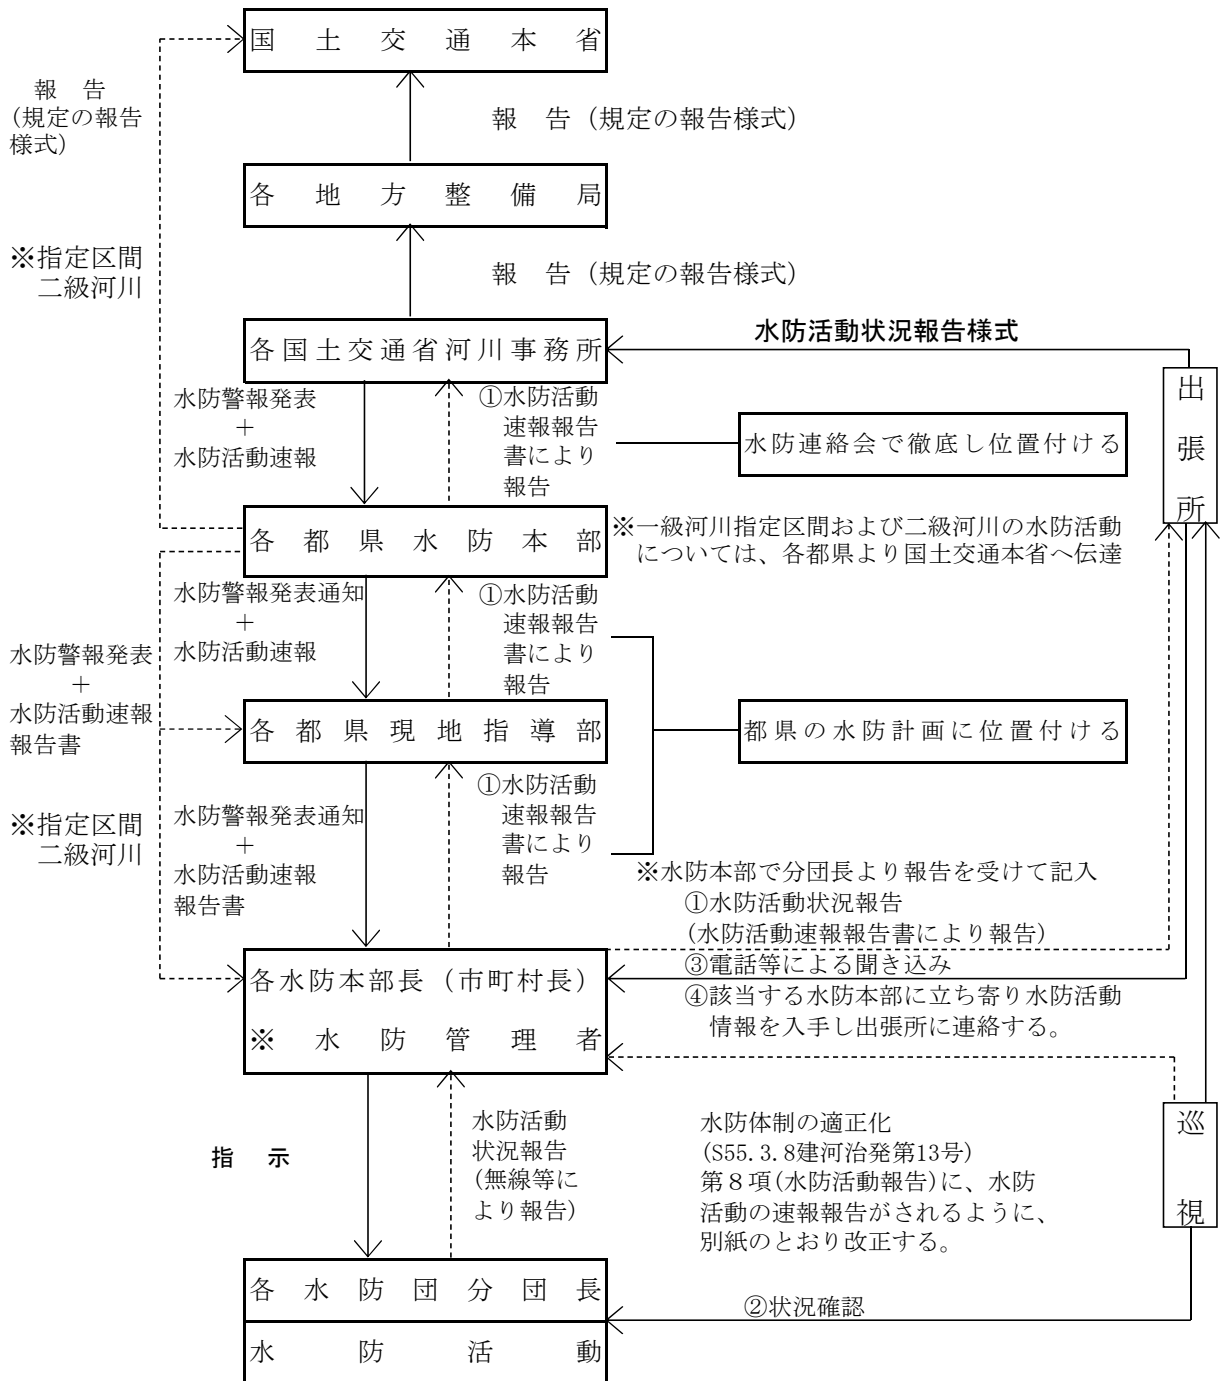 国土交通本省
報　告
(規定の報告
様式)
報　告（規定の報告様式）
各地方整備局
※指定区間
二級河川
報　告（規定の報告様式）
水防活動状況報告様式
各国土交通省河川事務所
出張所
水防警報発表
＋
水防活動速報
①水防活動
速報報告
書により
報告
水防連絡会で徹底し位置付ける
各都県水防本部
※一級河川指定区間および二級河川の水防活動
については、各都県より国土交通本省へ伝達
水防警報発表通知
＋
水防活動速報
①水防活動
速報報告
書により
報告
水防警報発表
＋
水防活動速報
報告書
各都県現地指導部
都県の水防計画に位置付ける
※指定区間
二級河川
水防警報発表通知
＋
水防活動速報
報告書
①水防活動
速報報告
書により
報告
※水防本部で分団長より報告を受けて記入
①水防活動状況報告
(水防活動速報報告書により報告)
③電話等による聞き込み
④該当する水防本部に立ち寄り水防活動
情報を入手し出張所に連絡する。
各水防本部長（市町村長）
※水防管理者
指　示
水防活動
状況報告
(無線等に
より報告)
水防体制の適正化
(S55.3.8建河治発第13号)
第８項(水防活動報告)に、水防
活動の速報報告がされるように、
別紙のとおり改正する。
巡視
各水防団分団長
②状況確認
水防活動